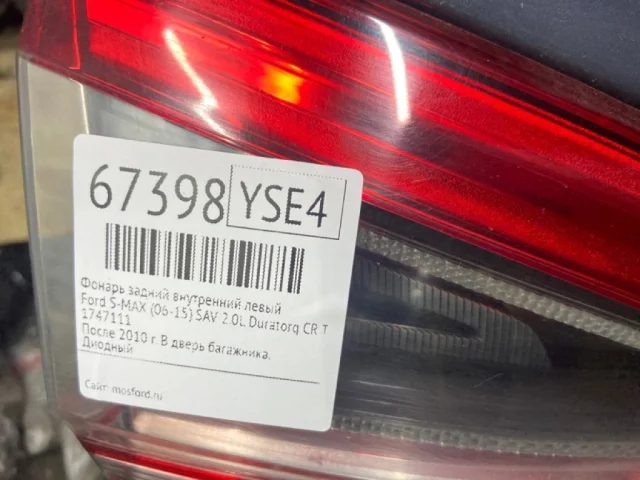 67398 YSE4
Фонарь задний внутренний левый
Ford S-MAX (06-15) SAV 2.0L Duratorq CR T
1747111
После 2010 г. В дверь багажника.
Диодный
Сайт: mosford.ru